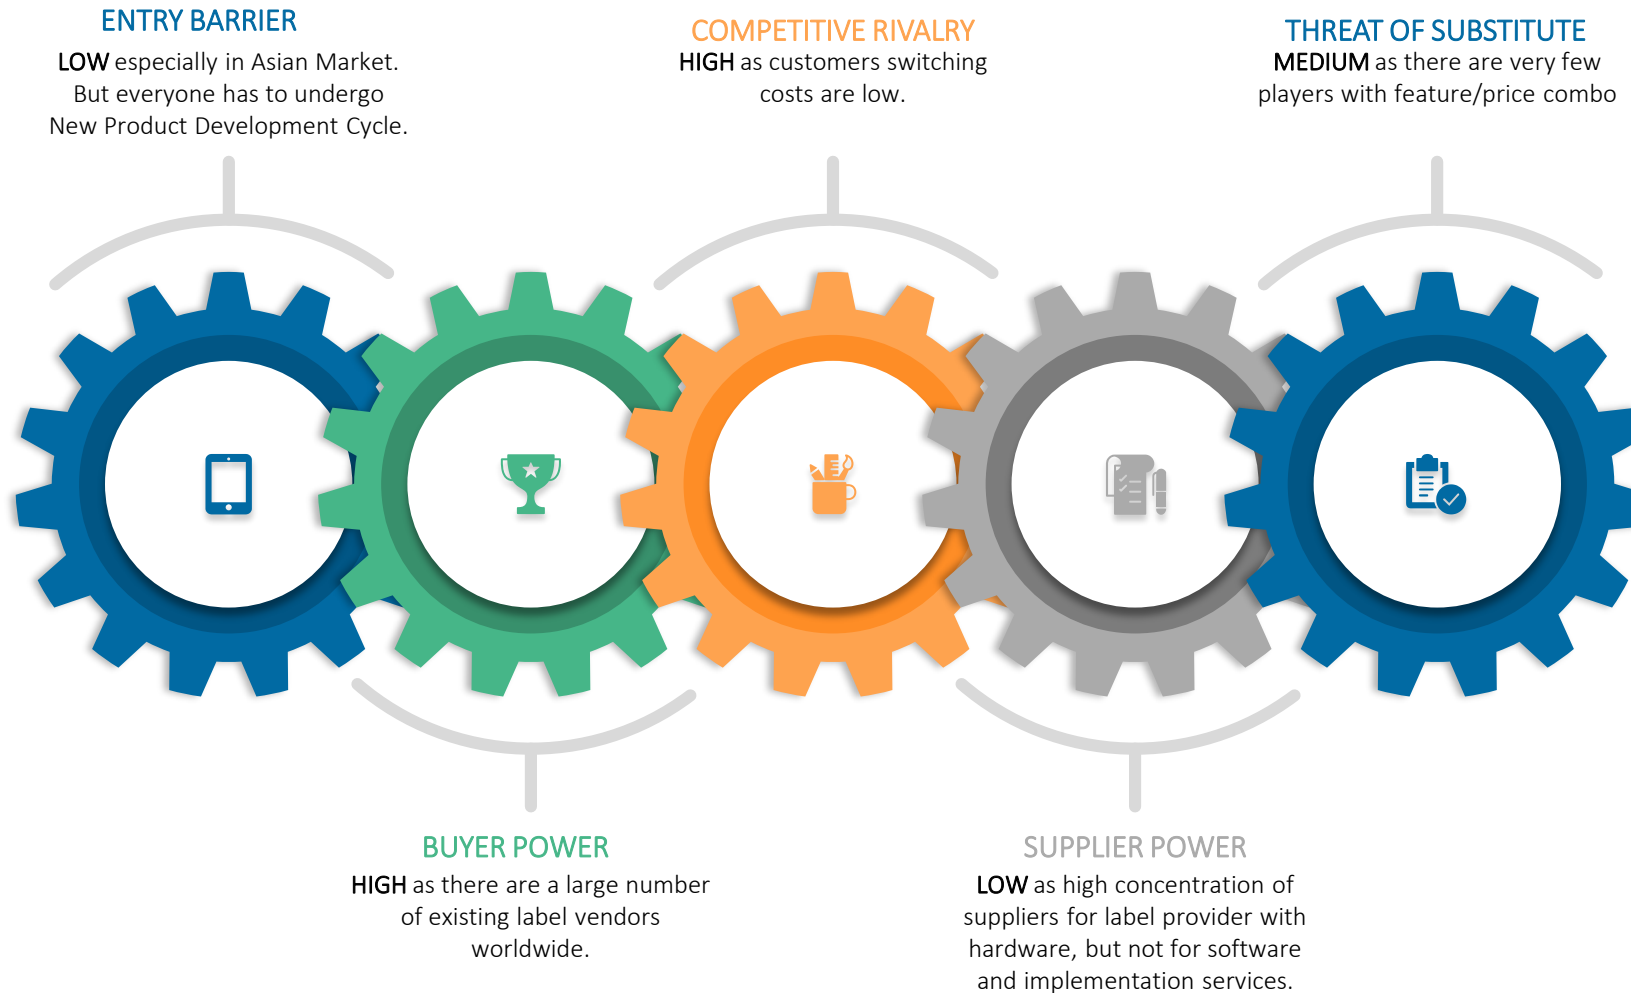 ENTRY BARRIER
LOW especially in Asian Market.
But everyone has to undergo
New Product Development Cycle.
COMPETITIVE RIVALRY
HIGH as customers switching
costs are low.
THREAT OF SUBSTITUTE
MEDIUM as there are very few
players with feature/price combo
BUYER POWER
HIGH as there are a large number
of existing label vendors
worldwide.
SUPPLIER POWER
LOW as high concentration of
suppliers for label provider with
hardware, but not for software
and implementation services.